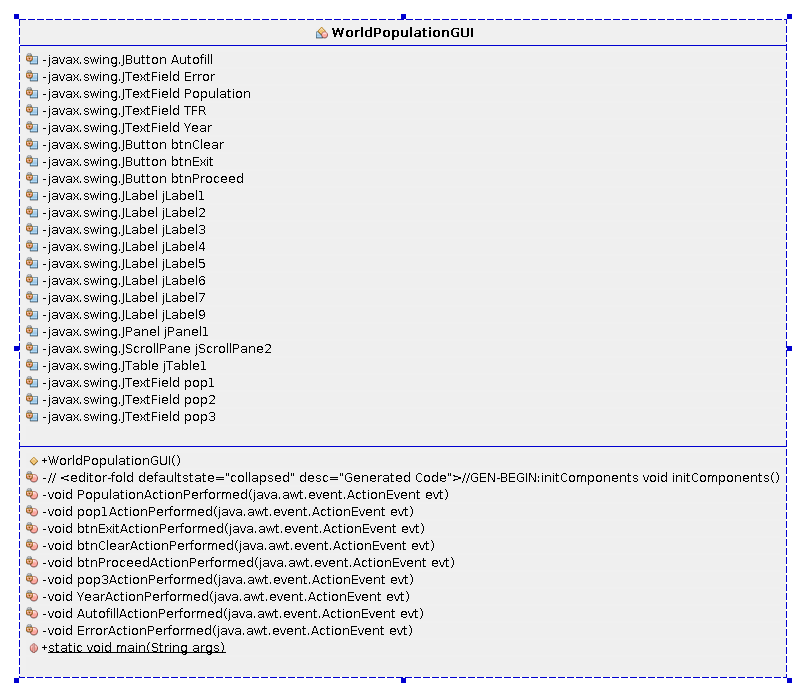 WorldPopulationGUI
-javax.swing.JButton Autofill
-javax.swing.JTextField Error
-javax.swing.JTextField Population
-javax.swing.JTextField TFR
-javax.swing.JTextField Year
-javax.swing.JButton btnClear
-javax.swing.JButton btnExit
-javax.swing.JButton btnProceed
-javax.swing.JLabel jLabel1
-javax.swing.JLabel jLabel2
-javax.swing.JLabel jLabel3
-javax.swing.JLabel jLabel4
-javax.swing.JLabel jLabel5
-javax.swing.JLabel jLabel6
-javax.swing.JLabel jLabel7
-javax.swing.JLabel jLabel9
-javax.swing.JPanel jPanel1
-javax.swing.JScrollPane jScrollPane2
-javax.swing.JTable jTable1
-javax.swing.JTextField pop1
-javax.swing.JTextField pop2
-javax.swing.JTextField pop3
+WorldPopulationGUI()
-// <editor-fold defaultstate="collapsed" desc="Generated Code">//GEN-BEGIN:initComponents void initComponents()
-void PopulationActionPerformed(java.awt.event.ActionEvent evt)
-void pop1ActionPerformed(java.awt.event.ActionEvent evt)
-void btnExitActionPerformed(java.awt.event.ActionEvent evt)
-void btnClearActionPerformed(java.awt.event.ActionEvent evt)
-void btnProceedActionPerformed(java.awt.event.ActionEvent evt)
-void pop3ActionPerformed(java.awt.event.ActionEvent evt)
-void YearActionPerformed(java.awt.event.ActionEvent evt)
-void AutofillActionPerformed(java.awt.event.ActionEvent evt)
-void ErrorActionPerformed(java.awt.event.ActionEvent evt)
+static void main(String args)